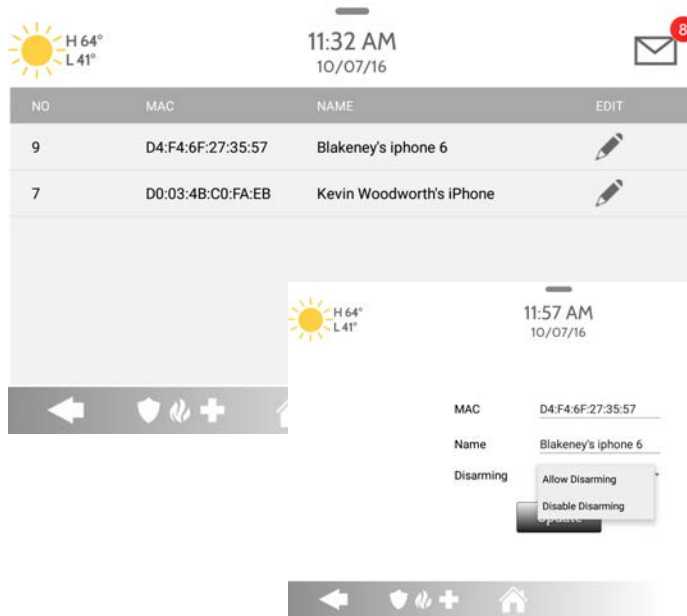 H 64°
L 41°
11:32 AM
10/07/16
8
NO MAC NAME EDIT
9 D4:F4:6F:27:35:57 Blakeney's iphone 6
7 D0:03:4B:C0:FA:EB Kevin Woodworth's iPhone
H 64°
L 41°
11:57 AM
10/07/16
MAC D4:F4:6F:27:35:57
Name Blakeney's iphone 6
Disarming
Allow Disarming
Disable Disarming
Update